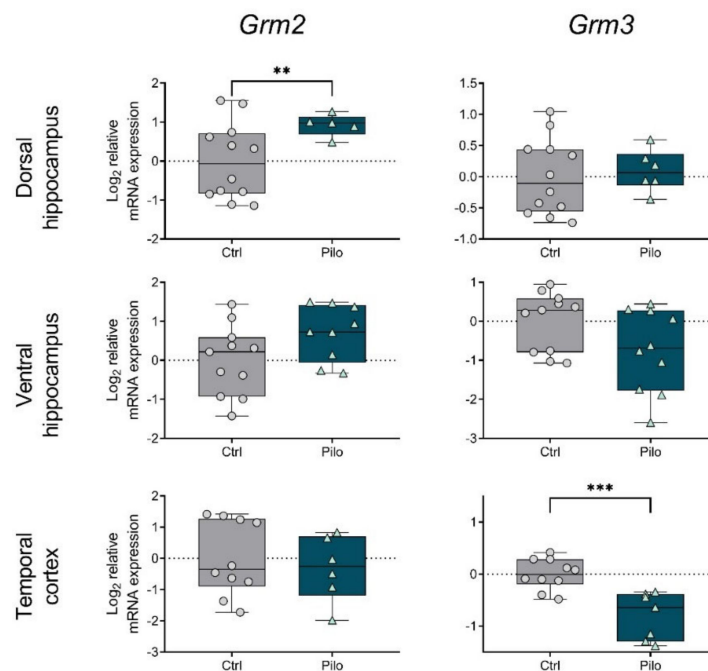 Grm2
Grm3
Dorsal
hippocampus
Log2 relative
mRNA expression
2
1
0
-1
-2
**
Ctrl
Pilo
1.5
1.0
0.5
0.0
-0.5
-1.0
Ctrl
Pilo
Ventral
hippocampus
Log2 relative
mRNA expression
2
1
0
-1
-2
Ctrl
Pilo
1
0
-1
-2
-3
Ctrl
Pilo
Temporal
cortex
Log2 relative
mRNA expression
2
1
0
-1
-2
-3
Ctrl
Pilo
***
1
0
-1
Ctrl
Pilo